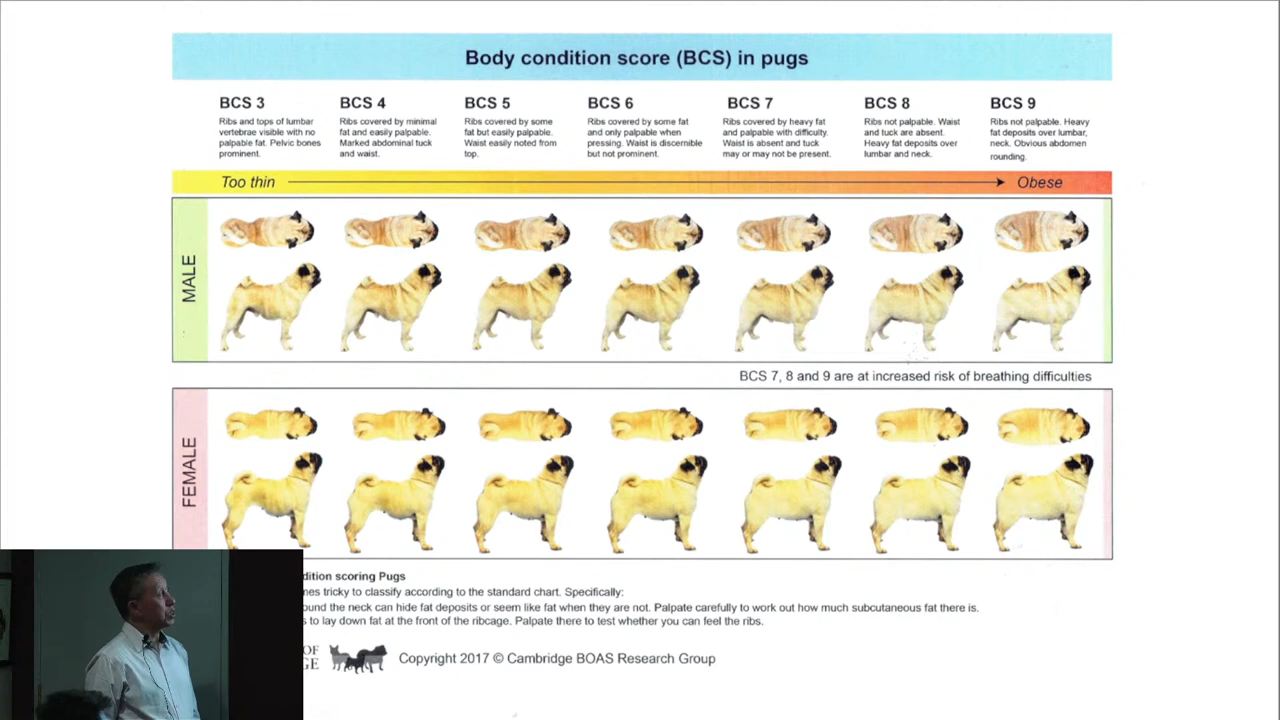 Body condition score (BCS) in pugs
BCS 3
Ribs and tops of lumbar
vertebrae visible with no
palpable fat. Pelvic bones
prominent.
BCS 4
Ribs covered by minimal
fat and easily palpable.
Marked abdominal tuck
and waist.
BCS 5
Ribs covered by some
fat but easily palpable.
Waist easily noted from
top.
BCS 6
Ribs covered by some fat
and only palpable when
pressing. Waist is discernible
but not prominent.
BCS 7
Ribs covered by heavy fat
and palpable with difficulty.
Waist is absent and tuck
may or may not be present.
BCS 8
Ribs not palpable. Waist
and tuck are absent.
Heavy fat deposits over
lumbar and neck.
BCS 9
Ribs not palpable. Heavy
fat deposits over lumbar,
neck. Obvious abdomen
rounding.
Too thin
Obese
MALE
BCS 7, 8 and 9 are at increased risk of breathing difficulties
FEMALE
scoring Pugs
tricky to classify according to the standard chart. Specifically:
the neck can hide fat deposits or seem like fat when they are not. Palpate carefully to work out how much subcutaneous fat there is.
to lay down fat at the front of the ribcage. Palpate there to test whether you can feel the ribs.
OF
Copyright 2017 © Cambridge BOAS Research Group